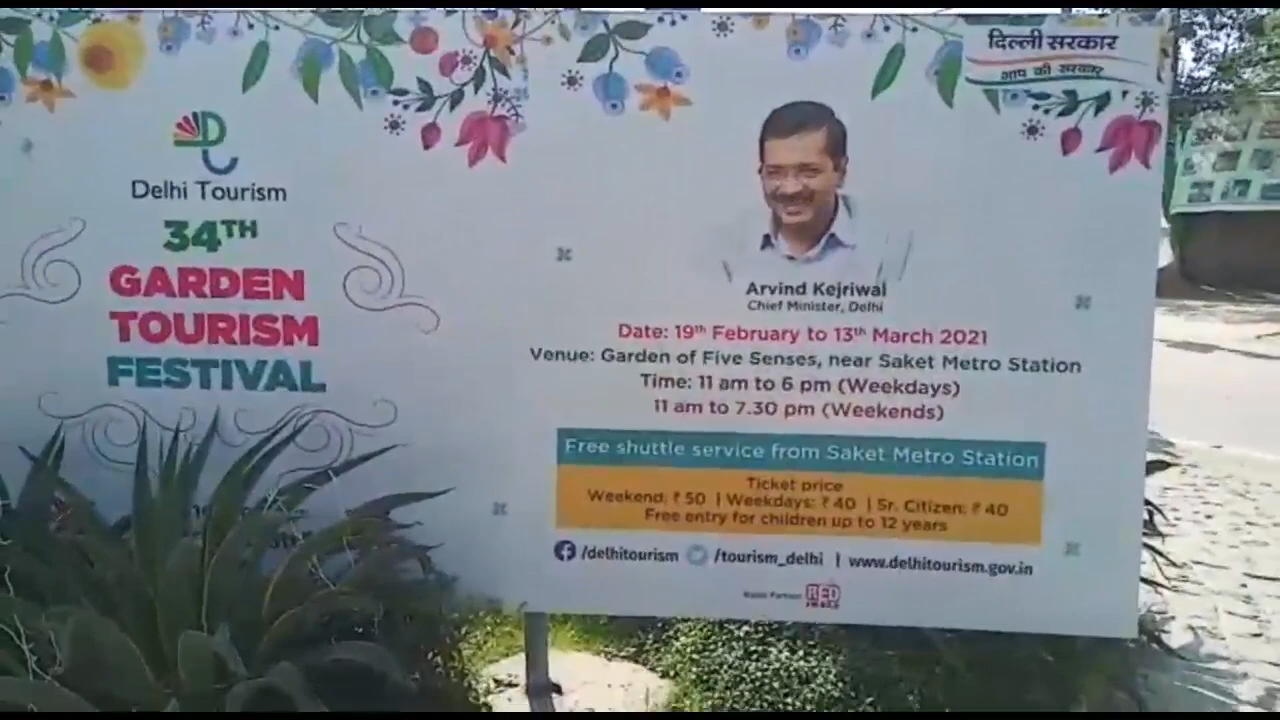 दिल्ली सरकार
आप की सरकार
Delhi Tourism
34TH
GARDEN
TOURISM
FESTIVAL
Arvind Kejriwal
Chief Minister, Delhi
Date: 19th February to 13th March 2021
Venue: Garden of Five Senses, near Saket Metro Station
Time: 11 am to 6 pm (Weekdays)
11 am to 7.30 pm (Weekends)
Free shuttle service from Saket Metro Station
Ticket price
Weekend: ₹ 50 | Weekdays: ₹ 40 | Sr. Citizen: ₹ 40
Free entry for children up to 12 years
/delhitourism /tourism_delhi | www.delhitourism.gov.in
Partner RED